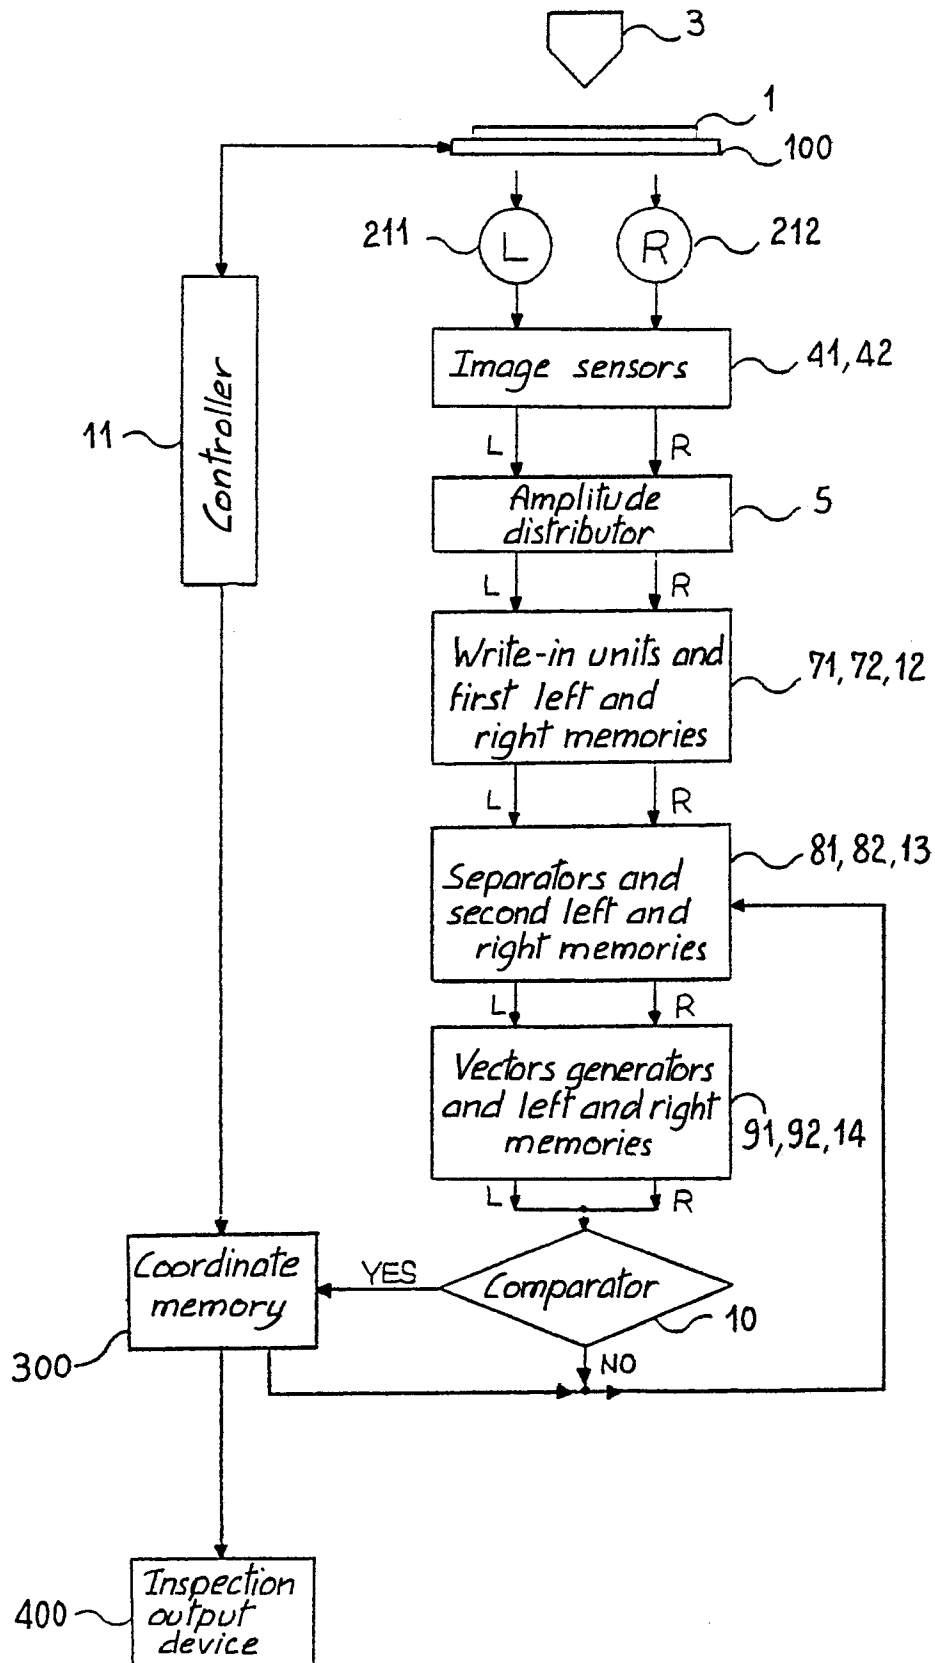 3
1
100
211
L
R
212
Image sensors
41, 42
Controller
11
L
R
Amplitude
distributor
5
L
R
Write-in units and
first left and
right memories
71, 72, 12
L
R
81, 82, 13
Separators and
second left and
right memories
L
R
Vectors generators
and left and right
memories
91, 92, 14
L
R
Coordinate
memory
YES
Comparator
10
300
NO
Inspection
output
device
400